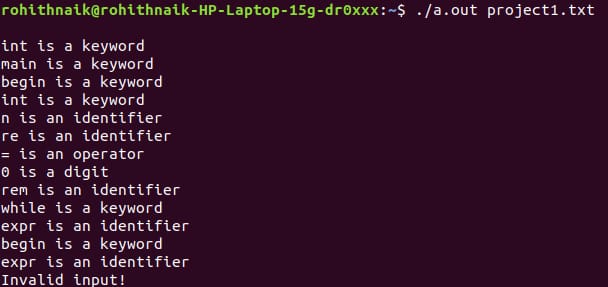 rohithnaik@rohithnaik-HP-Laptop-15g-dr0xxx:~$ ./a.out project1.txt
int is a keyword
main is a keyword
begin is a keyword
int is a keyword
n is an identifier
re is an identifier
= is an operator
0 is a digit
rem is an identifier
while is a keyword
expr is an identifier
begin is a keyword
expr is an identifier
Invalid input!